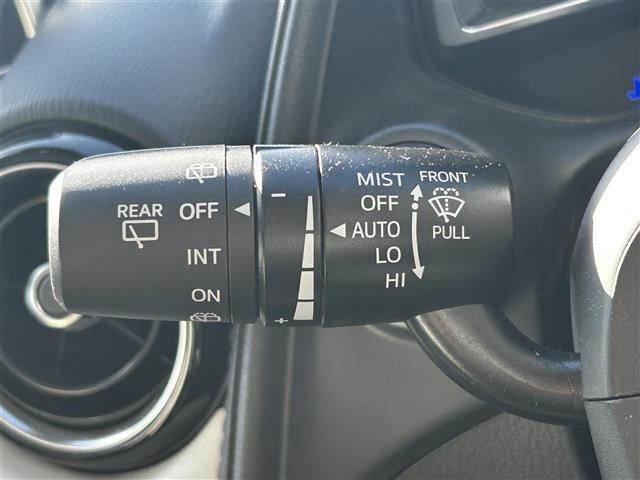 REAR
OFF
INT
ON
−
+
MIST
OFF
AUTO
LO
HI
FRONT
PULL